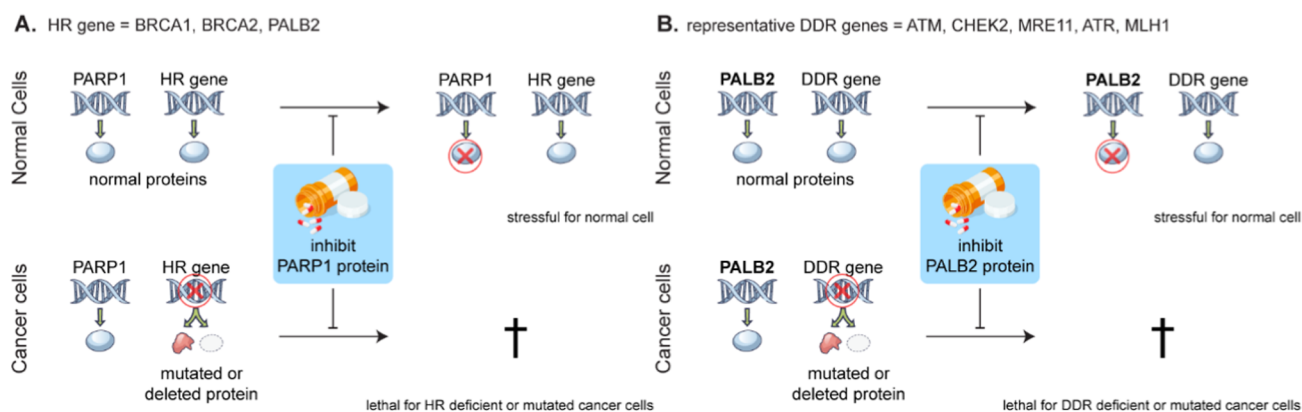 A. HR gene = BRCA1, BRCA2, PALB2
Normal Cells
PARP1 HR gene
normal proteins
PARP1 HR gene
stressful for normal cell
inhibit
PARP1 protein
Cancer cells
PARP1 HR gene
mutated or
deleted protein
lethal for HR deficient or mutated cancer cells
B. representative DDR genes = ATM, CHEK2, MRE11, ATR, MLH1
Normal Cells
PALB2 DDR gene
normal proteins
PALB2 DDR gene
stressful for normal cell
inhibit
PALB2 protein
Cancer cells
PALB2 DDR gene
mutated or
deleted protein
lethal for DDR deficient or mutated cancer cells